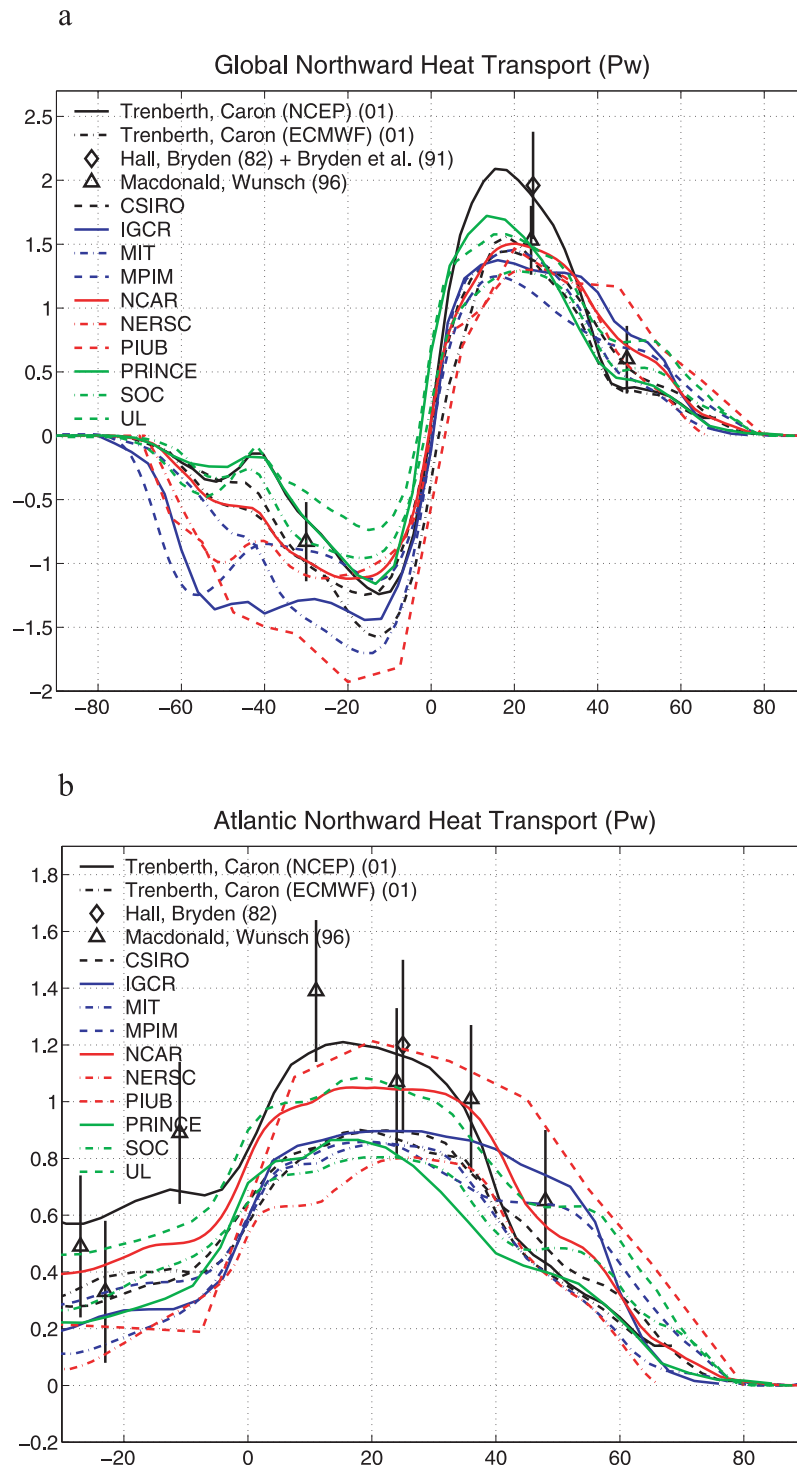 a
Global Northward Heat Transport (Pw)
2.5
2
1.5
1
0.5
0
−0.5
−1
−1.5
−2
Trenberth, Caron (NCEP) (01)
Trenberth, Caron (ECMWF) (01)
Hall, Bryden (82) + Bryden et al. (91)
Macdonald, Wunsch (96)
CSIRO
IGCR
MIT
MPIM
NCAR
NERSC
PIUB
PRINCE
SOC
UL
−80 −60 −40 −20 0 20 40 60 80
b
Atlantic Northward Heat Transport (Pw)
1.8
1.6
1.4
1.2
1
0.8
0.6
0.4
0.2
0
−0.2
Trenberth, Caron (NCEP) (01)
Trenberth, Caron (ECMWF) (01)
Hall, Bryden (82)
Macdonald, Wunsch (96)
CSIRO
IGCR
MIT
MPIM
NCAR
NERSC
PIUB
PRINCE
SOC
UL
−20 0 20 40 60 80